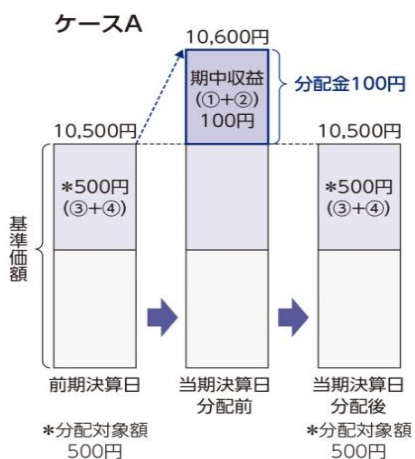 ケースA
10,600円
期中収益
(①+②)
100円
分配金100円
10,500円
10,500円
*500円
(③+④)
*500円
(③+④)
基準価額
前期決算日
当期決算日
分配前
当期決算日
分配後
*分配対象額
500円
*分配対象額
500円